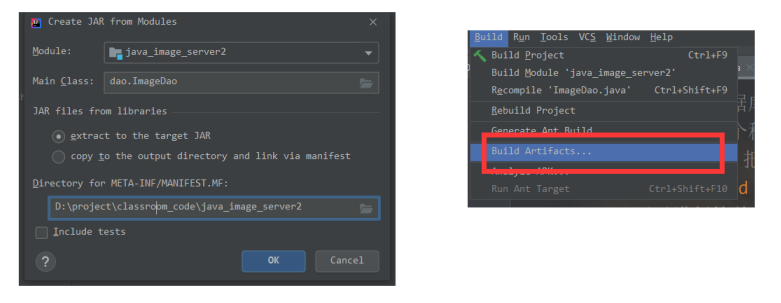 Create JAR from Modules
Module:
java_image_server2
Main Class:
dao.ImageDao
JAR files from libraries
extract to the target JAR
copy to the output directory and link via manifest
Directory for META-INF/MANIFEST.MF:
D:\project\classroom_code\java_image_server2
Include tests
?
OK
Cancel
Build Run Tools VCS Window Help
Build Project Ctrl+F9
Build Module 'java_image_server2'
Recompile 'ImageDao.java' Ctrl+Shift+F9
Rebuild Project
Generate Ant Build
Build Artifacts...
Analyze APK...
Run Ant Target Ctrl+Shift+F10
据
个
把
d